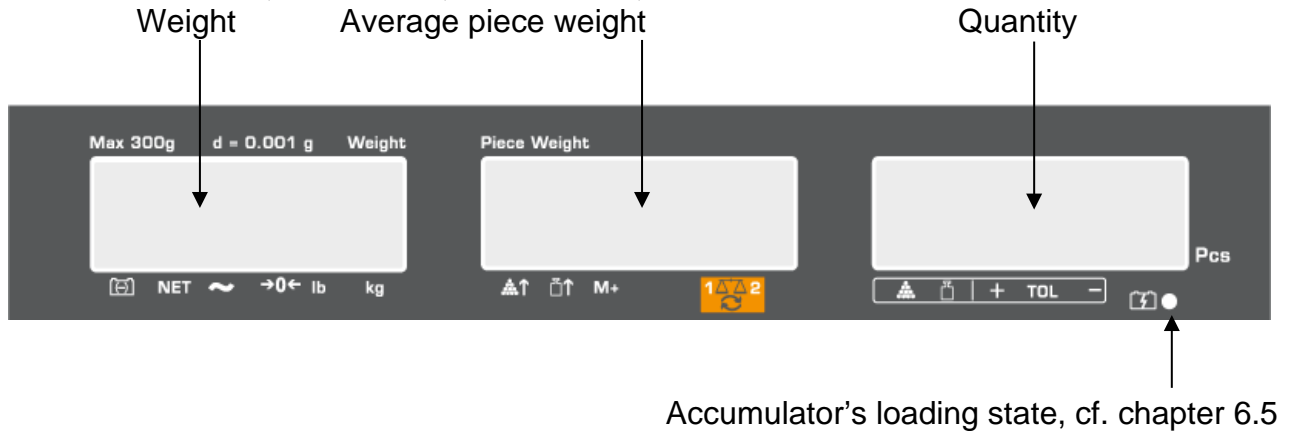 Weight Average piece weight Quantity
Max 300g d = 0.001 g Weight Piece Weight
Pcs
NET ~ →0← lb kg M+ 1 2 + TOL −
Accumulator's loading state, cf. chapter 6.5